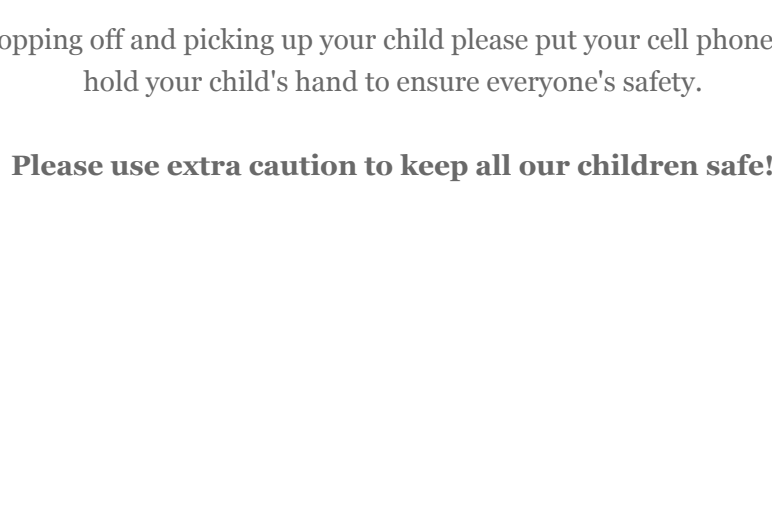 opping off and picking up your child please put your cell phone
hold your child's hand to ensure everyone's safety.
Please use extra caution to keep all our children safe!